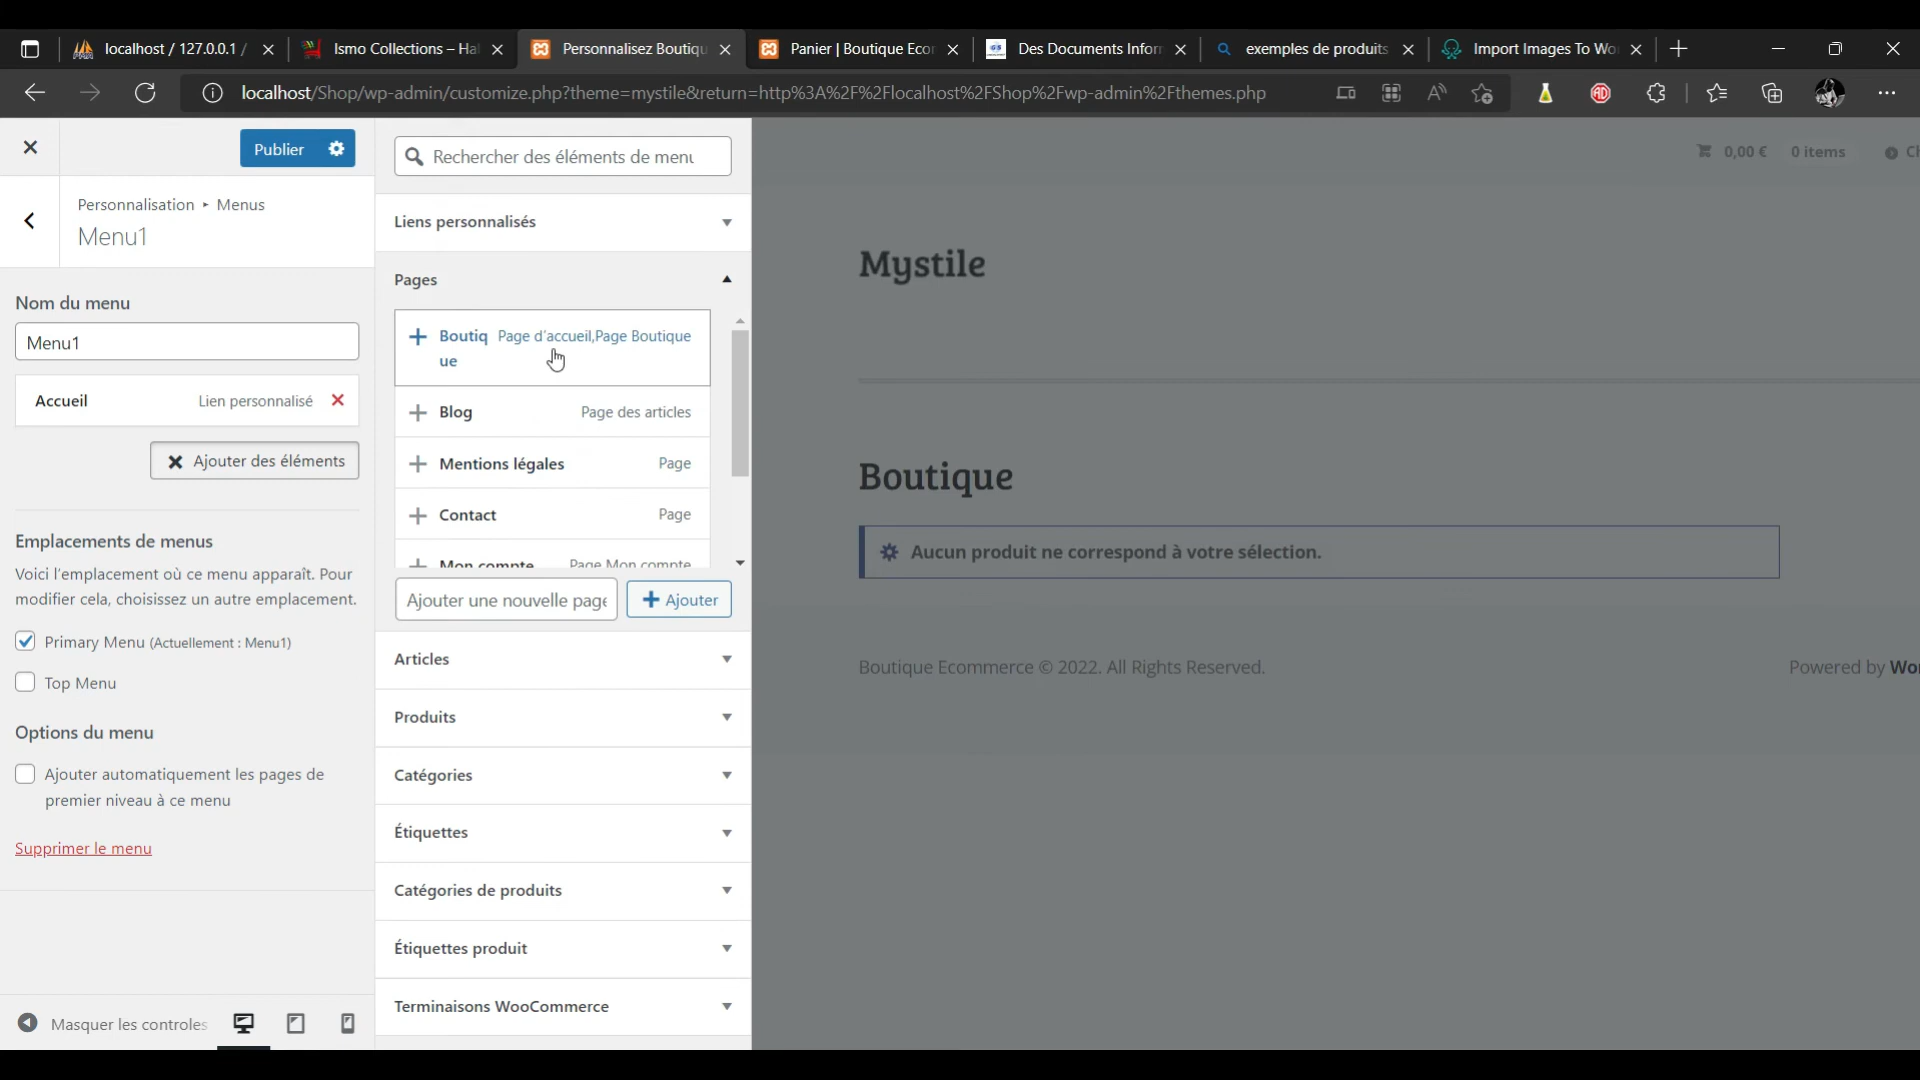 localhost / 127.0.0.1 /
Ismo Collections – Ha
Personnalisez Boutiqu
Panier | Boutique Ecor
Des Documents Inforr
exemples de produits
Import Images To Wo
localhost/Shop/wp-admin/customize.php?theme=mystile&return=http%3A%2F%2Flocalhost%2FShop%2Fwp-admin%2Fthemes.php
Publier
Personnalisation ▸ Menus
Menu1
Nom du menu
Menu1
Accueil Lien personnalisé
Ajouter des éléments
Emplacements de menus
Voici l'emplacement où ce menu apparaît. Pour
modifier cela, choisissez un autre emplacement.
Primary Menu (Actuellement : Menu1)
Top Menu
Options du menu
Ajouter automatiquement les pages de
premier niveau à ce menu
Supprimer le menu
Masquer les controles
Rechercher des éléments de menu
Liens personnalisés
Pages
Boutiq Page d'accueil,Page Boutique
ue
Blog Page des articles
Mentions légales Page
Contact Page
Mon compte Page Mon compte
Ajouter une nouvelle page
Ajouter
Articles
Produits
Catégories
Étiquettes
Catégories de produits
Étiquettes produit
Terminaisons WooCommerce
0,00 € 0 items Ch
Mystile
Boutique
Aucun produit ne correspond à votre sélection.
Boutique Ecommerce © 2022. All Rights Reserved.
Powered by Wor